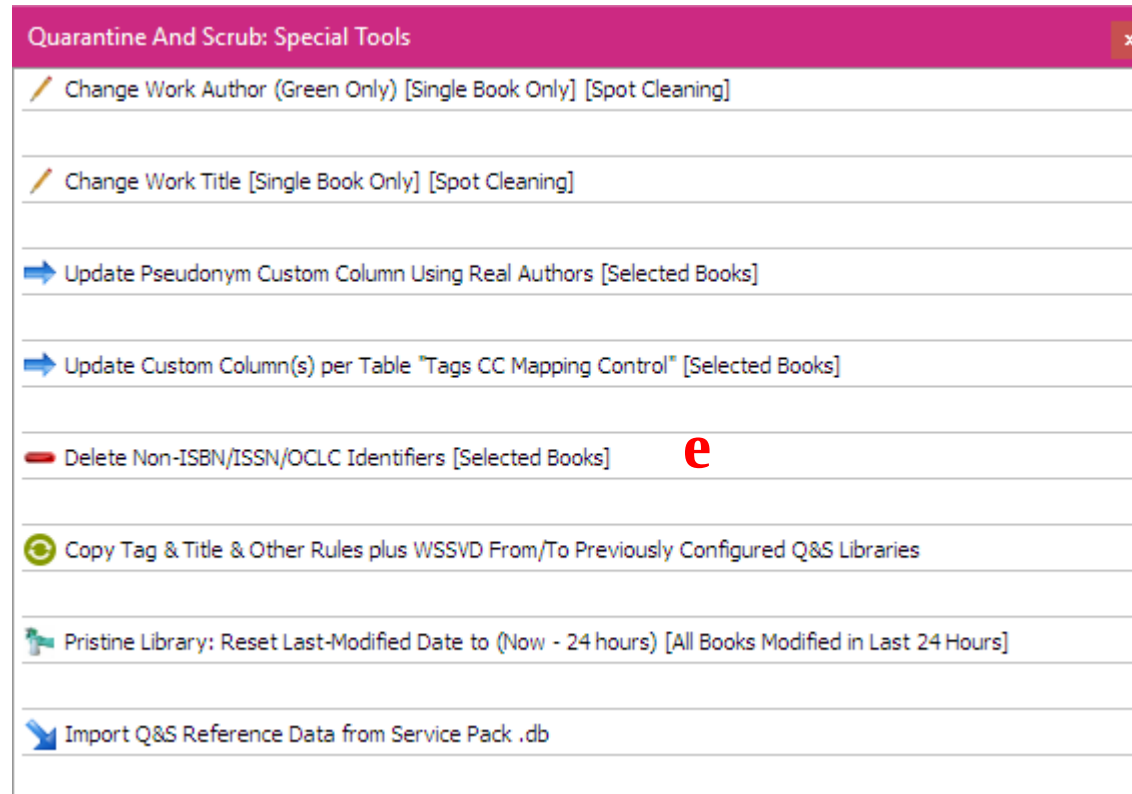 Quarantine And Scrub: Special Tools
x
Change Work Author (Green Only) [Single Book Only] [Spot Cleaning]
Change Work Title [Single Book Only] [Spot Cleaning]
Update Pseudonym Custom Column Using Real Authors [Selected Books]
Update Custom Column(s) per Table "Tags CC Mapping Control" [Selected Books]
Delete Non-ISBN/ISSN/OCLC Identifiers [Selected Books] e
Copy Tag & Title & Other Rules plus WSSVD From/To Previously Configured Q&S Libraries
Pristine Library: Reset Last-Modified Date to (Now - 24 hours) [All Books Modified in Last 24 Hours]
Import Q&S Reference Data from Service Pack .db